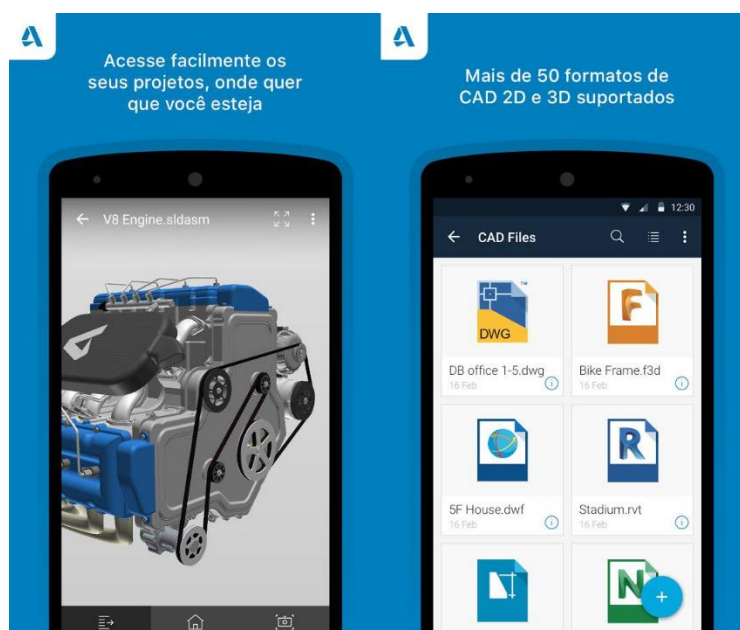 Acesse facilmente os
seus projetos, onde quer
que você esteja
V8 Engine.sldasm
Mais de 50 formatos de
CAD 2D e 3D suportados
12:30
CAD Files
DWG
TM
F
DB office 1-5.dwg
16 Feb
Bike Frame.f3d
16 Feb
R
5F House.dwf
16 Feb
Stadium.rvt
16 Feb
N